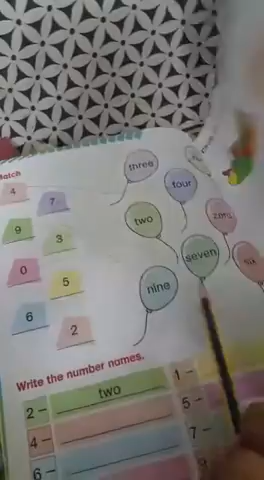 Match
4
7
9
3
0
5
6
2
three
four
two
zero
seven
six
nine
Write the number names.
2 – two
1 –
4 –
5 –
6 –
7 –